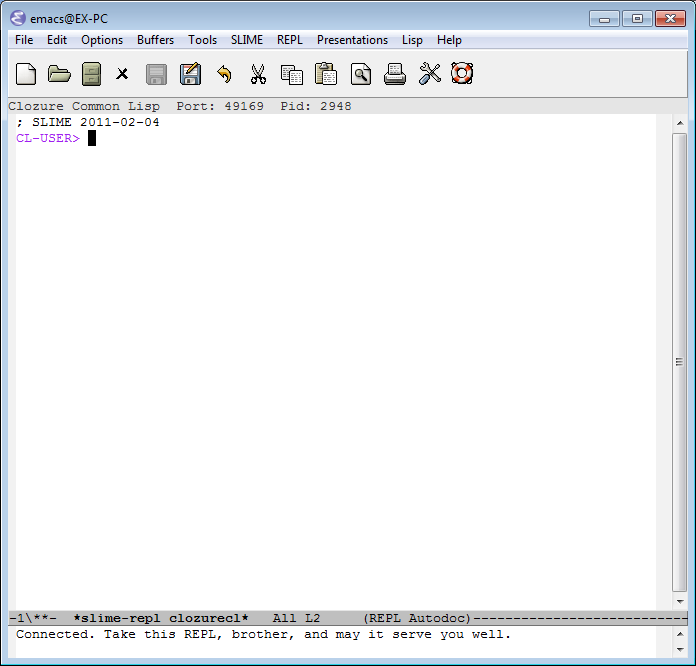 emacs@EX-PC
File Edit Options Buffers Tools SLIME REPL Presentations Lisp Help
Clozure Common Lisp  Port: 49169  Pid: 2948
; SLIME 2011-02-04
CL-USER>
-1\**-  *slime-repl clozurecl*   All L2     (REPL Autodoc)---------------------------
Connected. Take this REPL, brother, and may it serve you well.